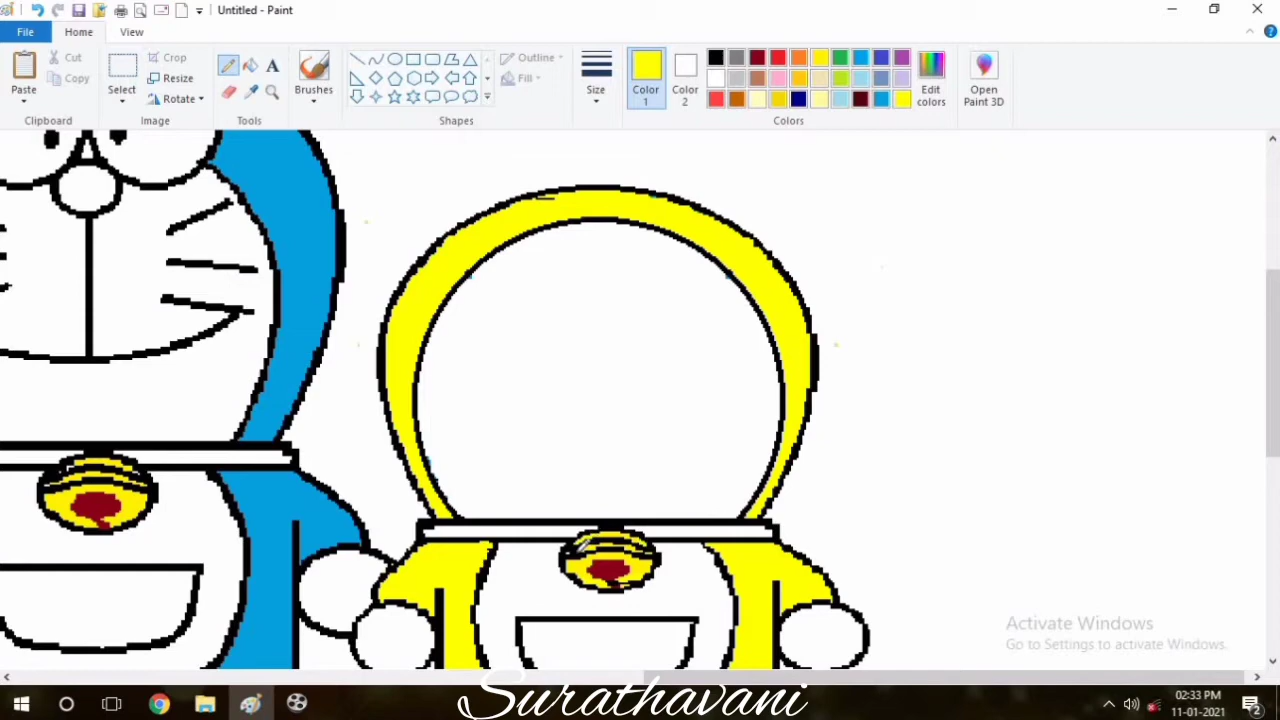 Untitled - Paint
File Home View
Paste
Cut
Copy
Clipboard
Select
Crop
Resize
Rotate
Image
A
Tools
Brushes
Outline
Fill
Shapes
Size
Color 1
Color 2
Edit colors
Colors
Open Paint 3D
Activate Windows
Go to Settings to activate Windows.
Surathavani
02:33 PM
11-01-2021
2